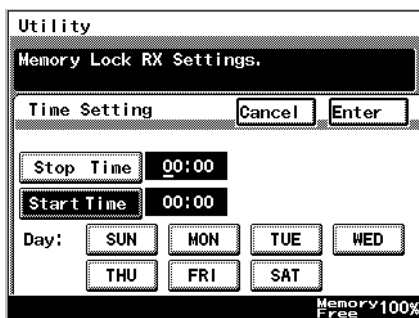 Utility
Memory Lock RX Settings.
Time Setting Cancel Enter
Stop Time 00:00
Start Time 00:00
Day: SUN MON TUE WED
THU FRI SAT
Memory Free 100%